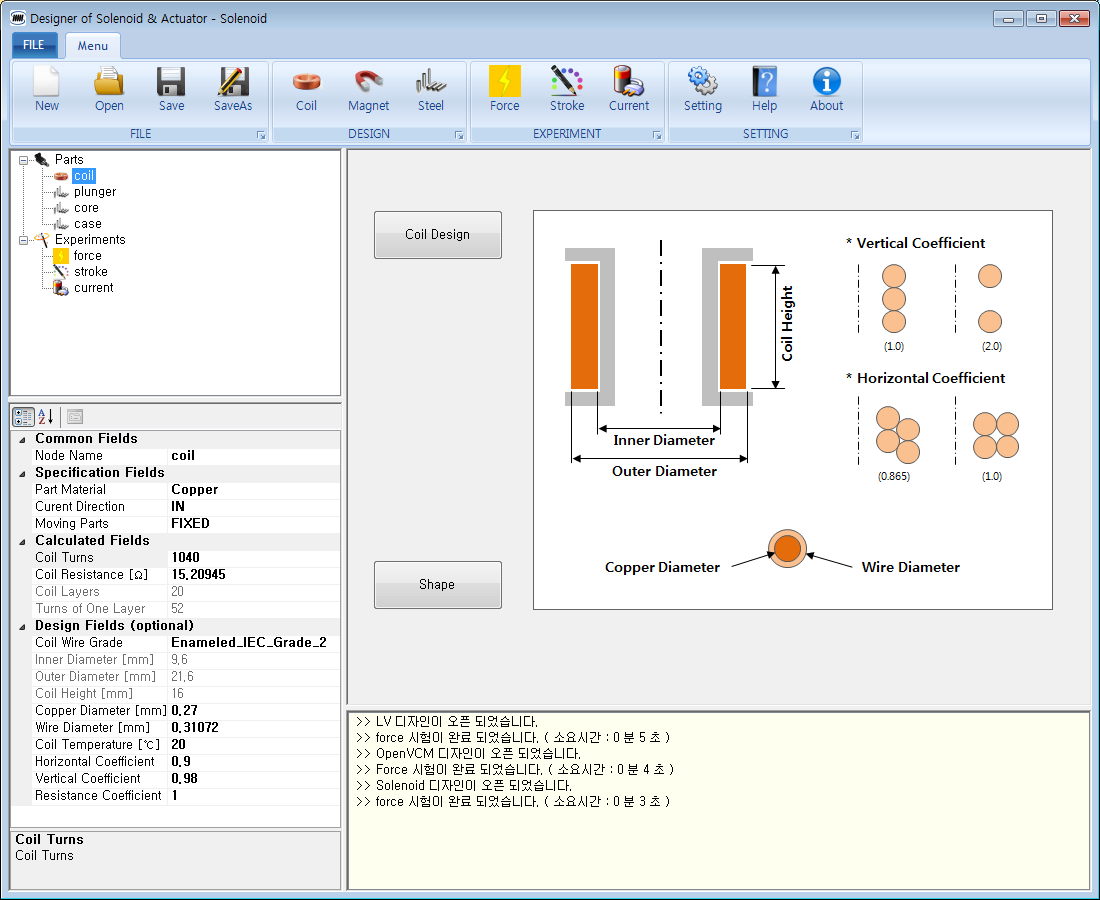 Designer of Solenoid & Actuator - Solenoid
FILE Menu
New Open Save SaveAs Coil Magnet Steel Force Stroke Current Setting Help About
FILE DESIGN EXPERIMENT SETTING
Parts
coil
plunger
core
case
Experiments
force
stroke
current
Common Fields
Node Name coil
Specification Fields
Part Material Copper
Curent Direction IN
Moving Parts FIXED
Calculated Fields
Coil Turns 1040
Coil Resistance [Ω] 15.20945
Coil Layers 20
Turns of One Layer 52
Design Fields (optional)
Coil Wire Grade Enameled_IEC_Grade_2
Inner Diameter [mm] 9.6
Outer Diameter [mm] 21.6
Coil Height [mm] 16
Copper Diameter [mm] 0.27
Wire Diameter [mm] 0.31072
Coil Temperature [℃] 20
Horizontal Coefficient 0.9
Vertical Coefficient 0.98
Resistance Coefficient 1
Coil Turns
Coil Turns
Coil Design
Shape
Coil Height
Inner Diameter
Outer Diameter
* Vertical Coefficient
(1.0) (2.0)
* Horizontal Coefficient
(0.865) (1.0)
Copper Diameter Wire Diameter
>> LV 디자인이 오픈 되었습니다.
>> force 시험이 완료 되었습니다. ( 소요시간 : 0 분 5 초 )
>> OpenVCM 디자인이 오픈 되었습니다.
>> Force 시험이 완료 되었습니다. ( 소요시간 : 0 분 4 초 )
>> Solenoid 디자인이 오픈 되었습니다.
>> force 시험이 완료 되었습니다. ( 소요시간 : 0 분 3 초 )